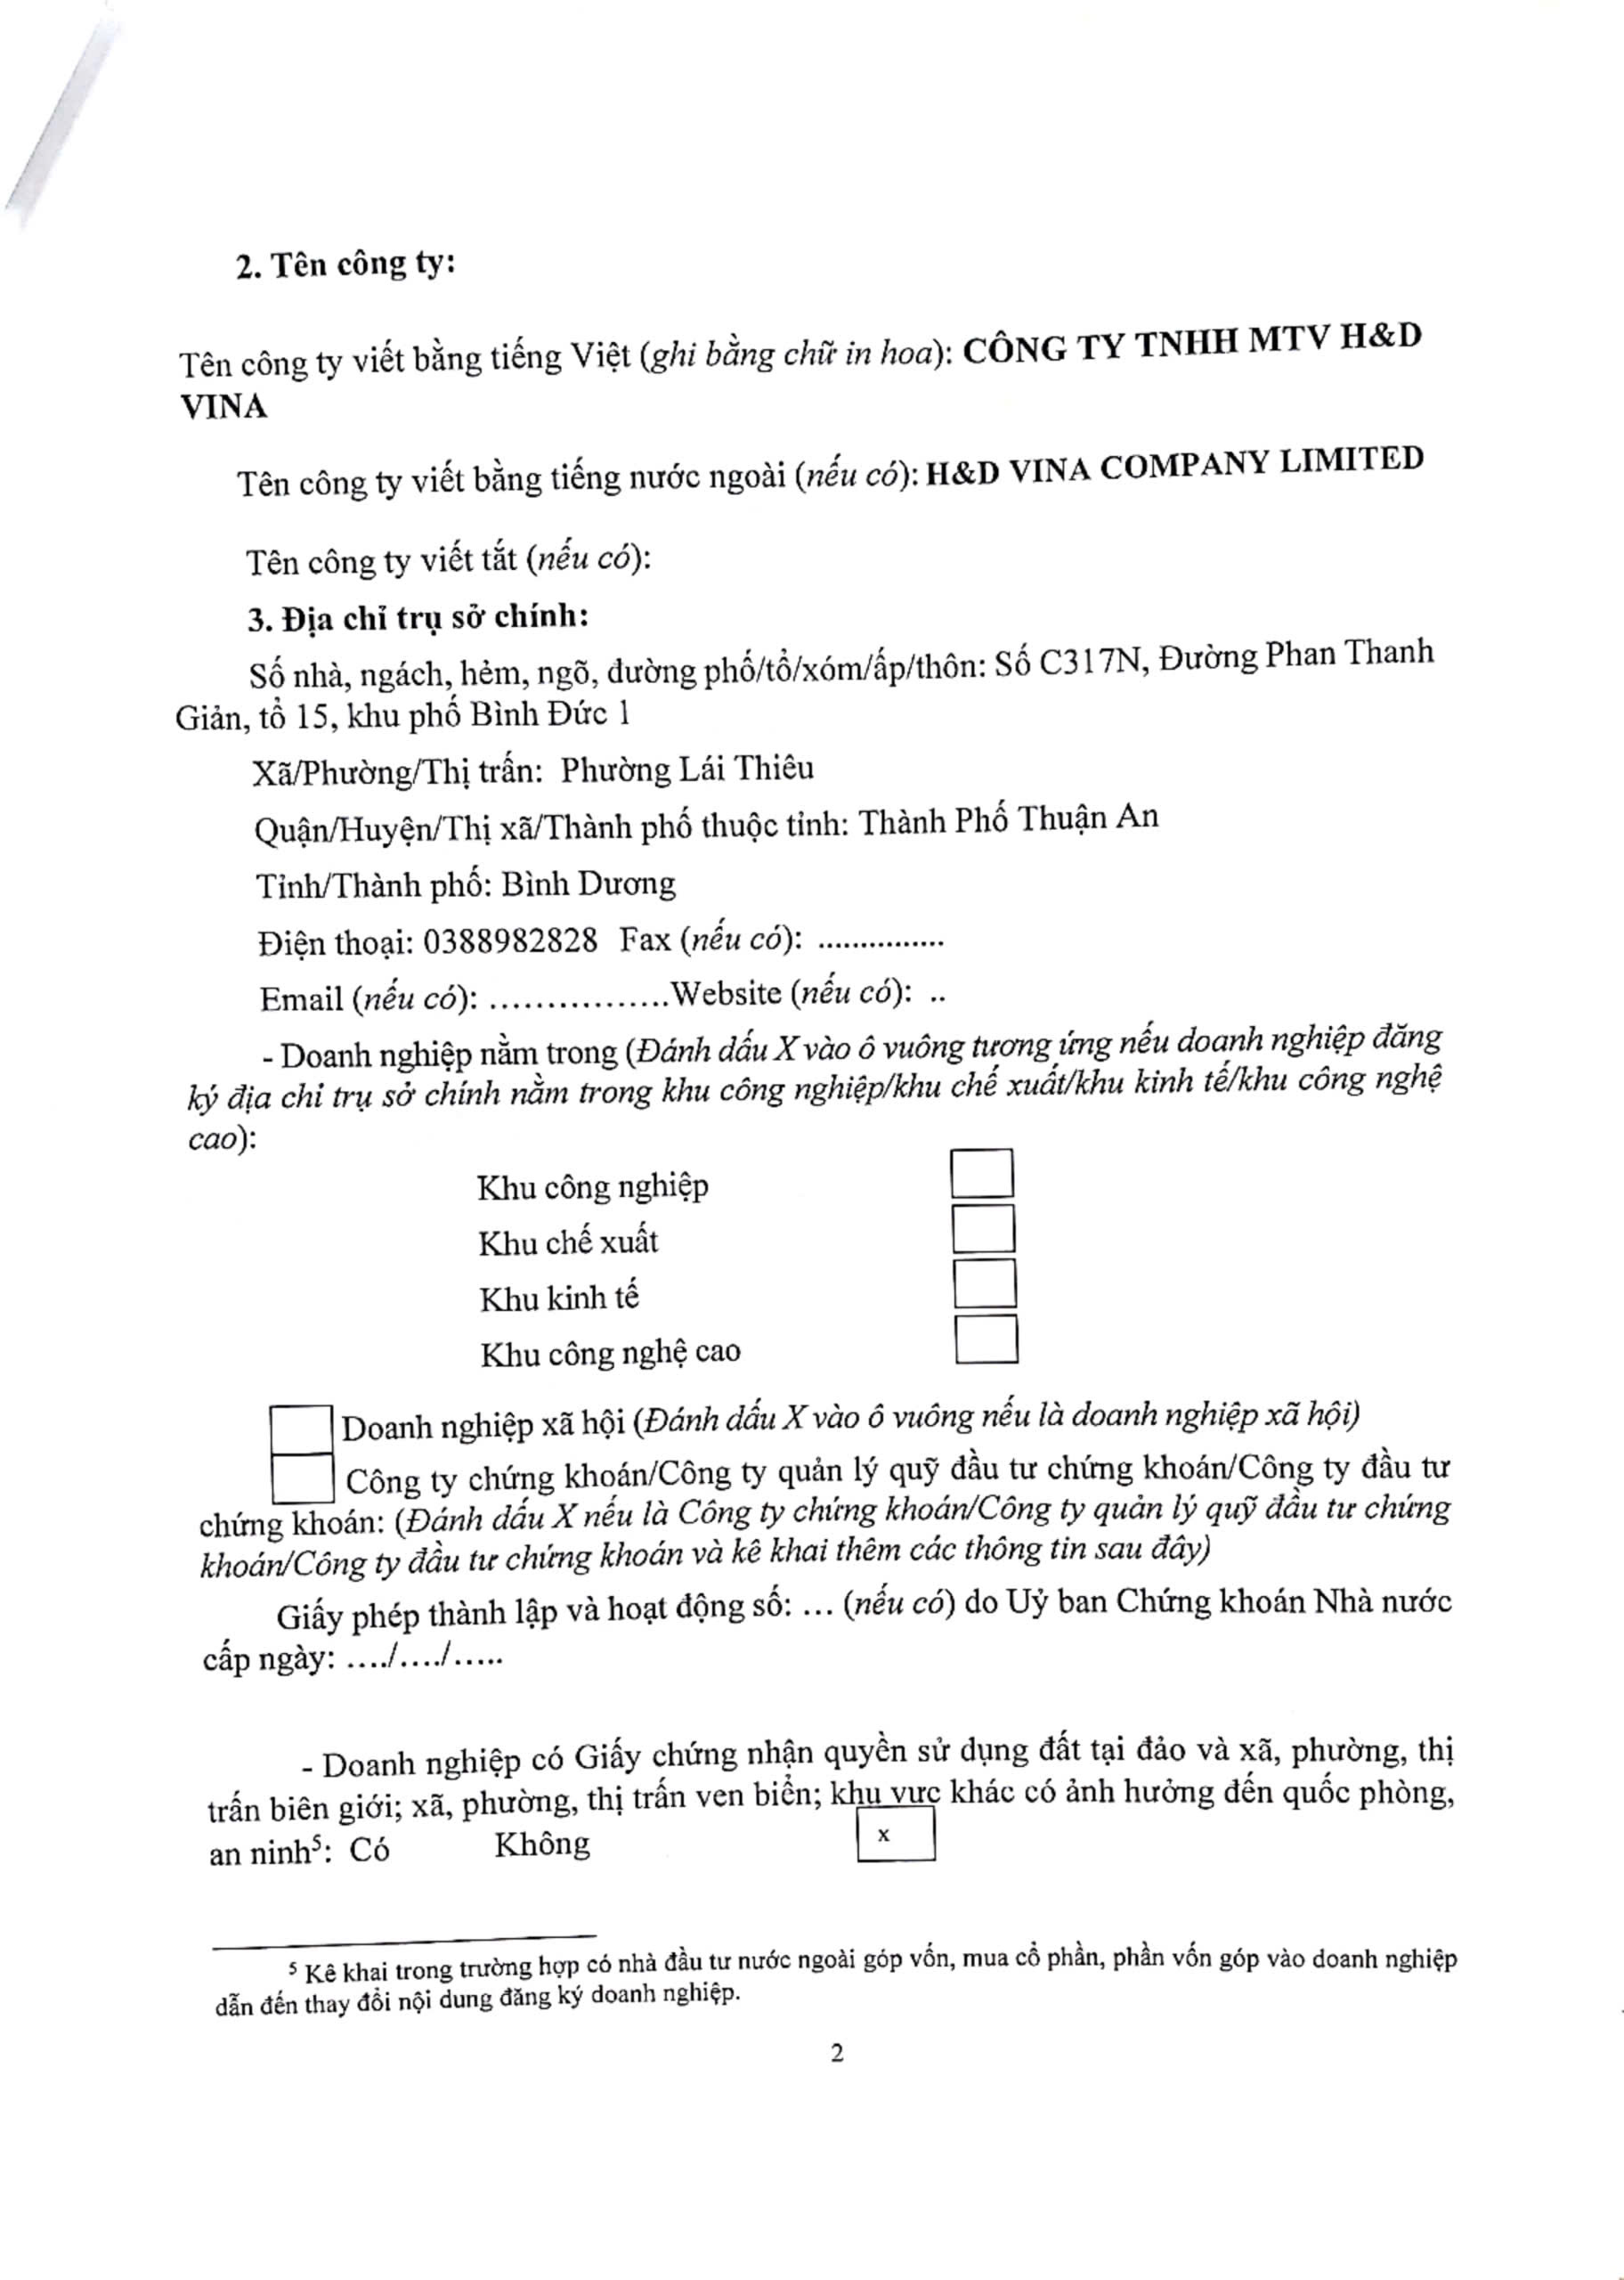 2. Tên công ty:
Tên công ty viết bằng tiếng Việt (ghi bằng chữ in hoa): CÔNG TY TNHH MTV H&D
VINA
Tên công ty viết bằng tiếng nước ngoài (nếu có): H&D VINA COMPANY LIMITED
Tên công ty viết tắt (nếu có):
3. Địa chỉ trụ sở chính:
Số nhà, ngách, hẻm, ngõ, đường phố/tổ/xóm/ấp/thôn: Số C317N, Đường Phan Thanh
Giản, tổ 15, khu phố Bình Đức 1
Xã/Phường/Thị trấn: Phường Lái Thiêu
Quận/Huyện/Thị xã/Thành phố thuộc tỉnh: Thành Phố Thuận An
Tỉnh/Thành phố: Bình Dương
Điện thoại: 0388982828 Fax (nếu có): ...............
Email (nếu có): ................Website (nếu có): ..
- Doanh nghiệp nằm trong (Đánh dấu X vào ô vuông tương ứng nếu doanh nghiệp đăng
ký địa chỉ trụ sở chính nằm trong khu công nghiệp/khu chế xuất/khu kinh tế/khu công nghệ
cao):
Khu công nghiệp
Khu chế xuất
Khu kinh tế
Khu công nghệ cao
Doanh nghiệp xã hội (Đánh dấu X vào ô vuông nếu là doanh nghiệp xã hội)
Công ty chứng khoán/Công ty quản lý quỹ đầu tư chứng khoán/Công ty đầu tư
chứng khoán: (Đánh dấu X nếu là Công ty chứng khoán/Công ty quản lý quỹ đầu tư chứng
khoán/Công ty đầu tư chứng khoán và kê khai thêm các thông tin sau đây)
Giấy phép thành lập và hoạt động số: ... (nếu có) do Uỷ ban Chứng khoán Nhà nước
cấp ngày: ..../..../.....
- Doanh nghiệp có Giấy chứng nhận quyền sử dụng đất tại đảo và xã, phường, thị
trấn biên giới; xã, phường, thị trấn ven biển; khu vực khác có ảnh hưởng đến quốc phòng,
an ninh⁵: Có Không x
⁵ Kê khai trong trường hợp có nhà đầu tư nước ngoài góp vốn, mua cổ phần, phần vốn góp vào doanh nghiệp
dẫn đến thay đổi nội dung đăng ký doanh nghiệp.
2